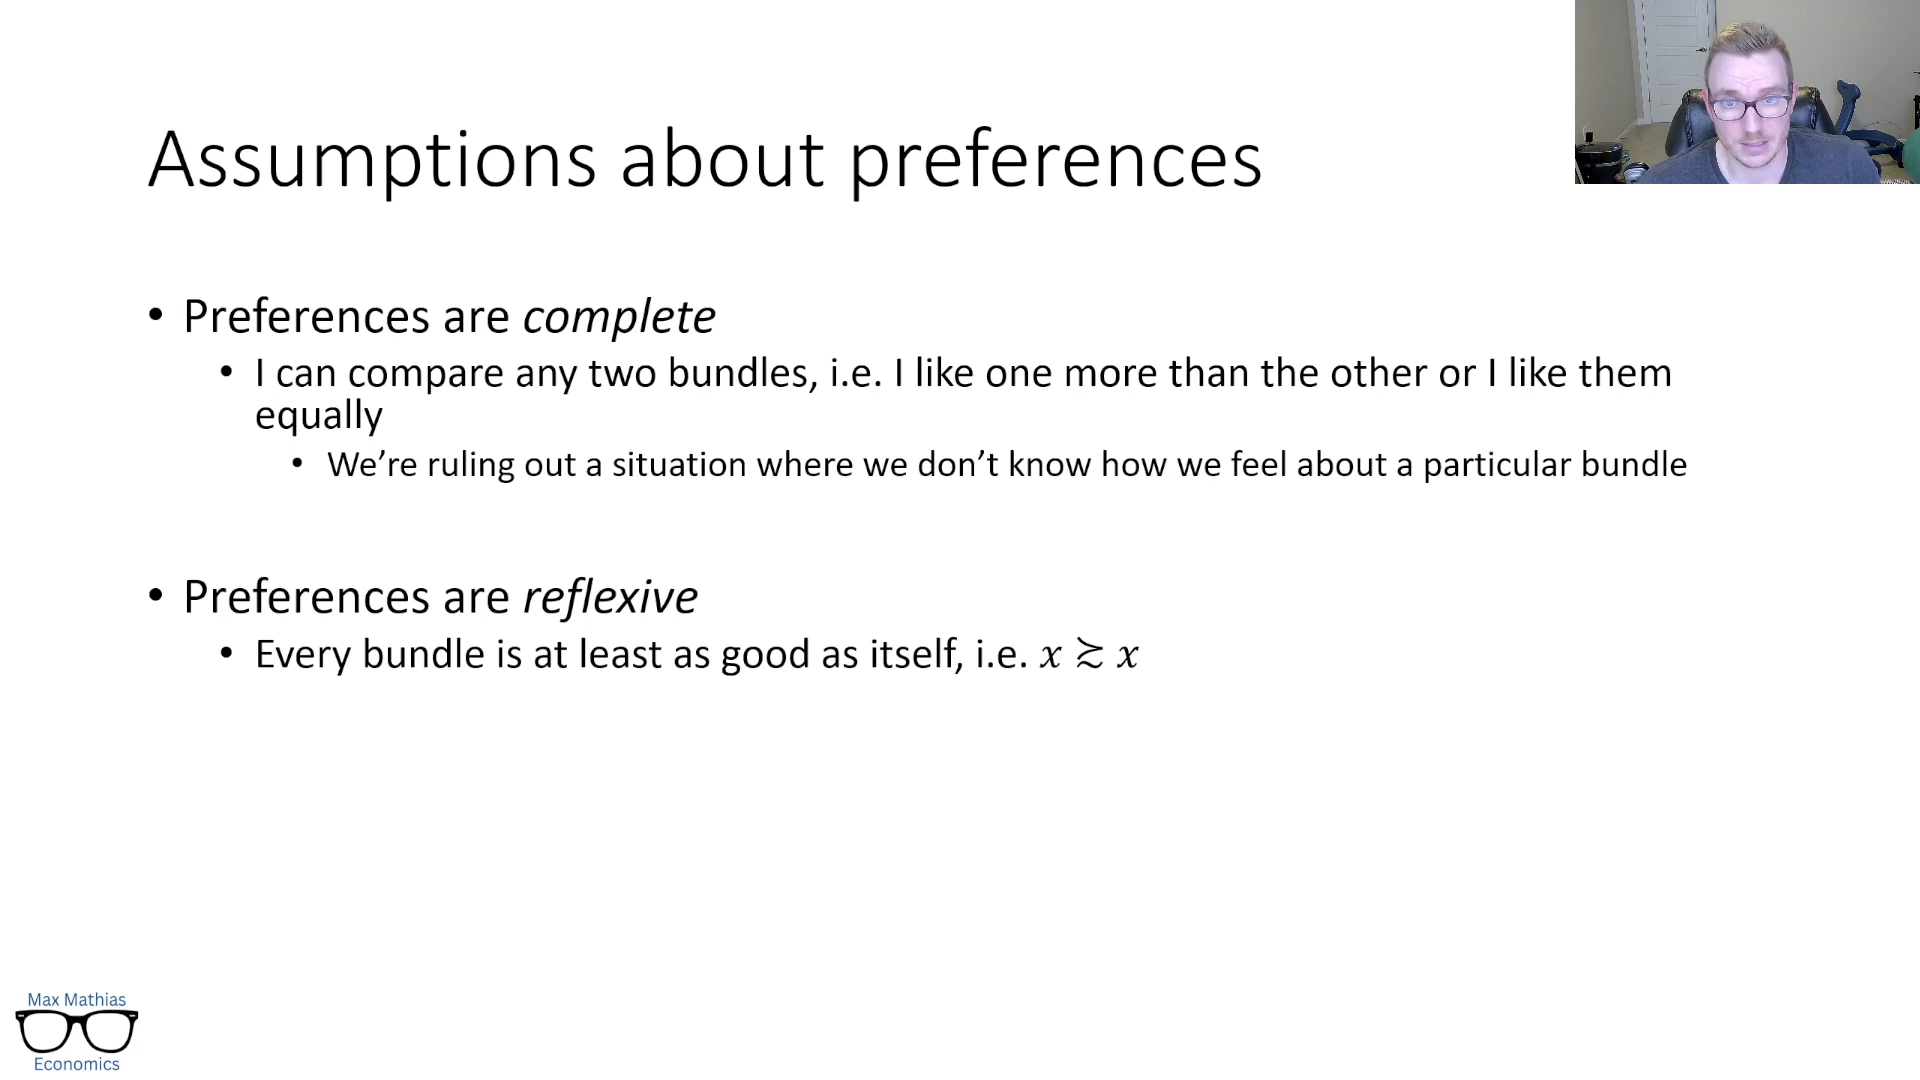 Assumptions about preferences
• Preferences are complete
• I can compare any two bundles, i.e. I like one more than the other or I like them
equally
• We’re ruling out a situation where we don’t know how we feel about a particular bundle
• Preferences are reflexive
• Every bundle is at least as good as itself, i.e. x ≿ x
Max Mathias
Economics